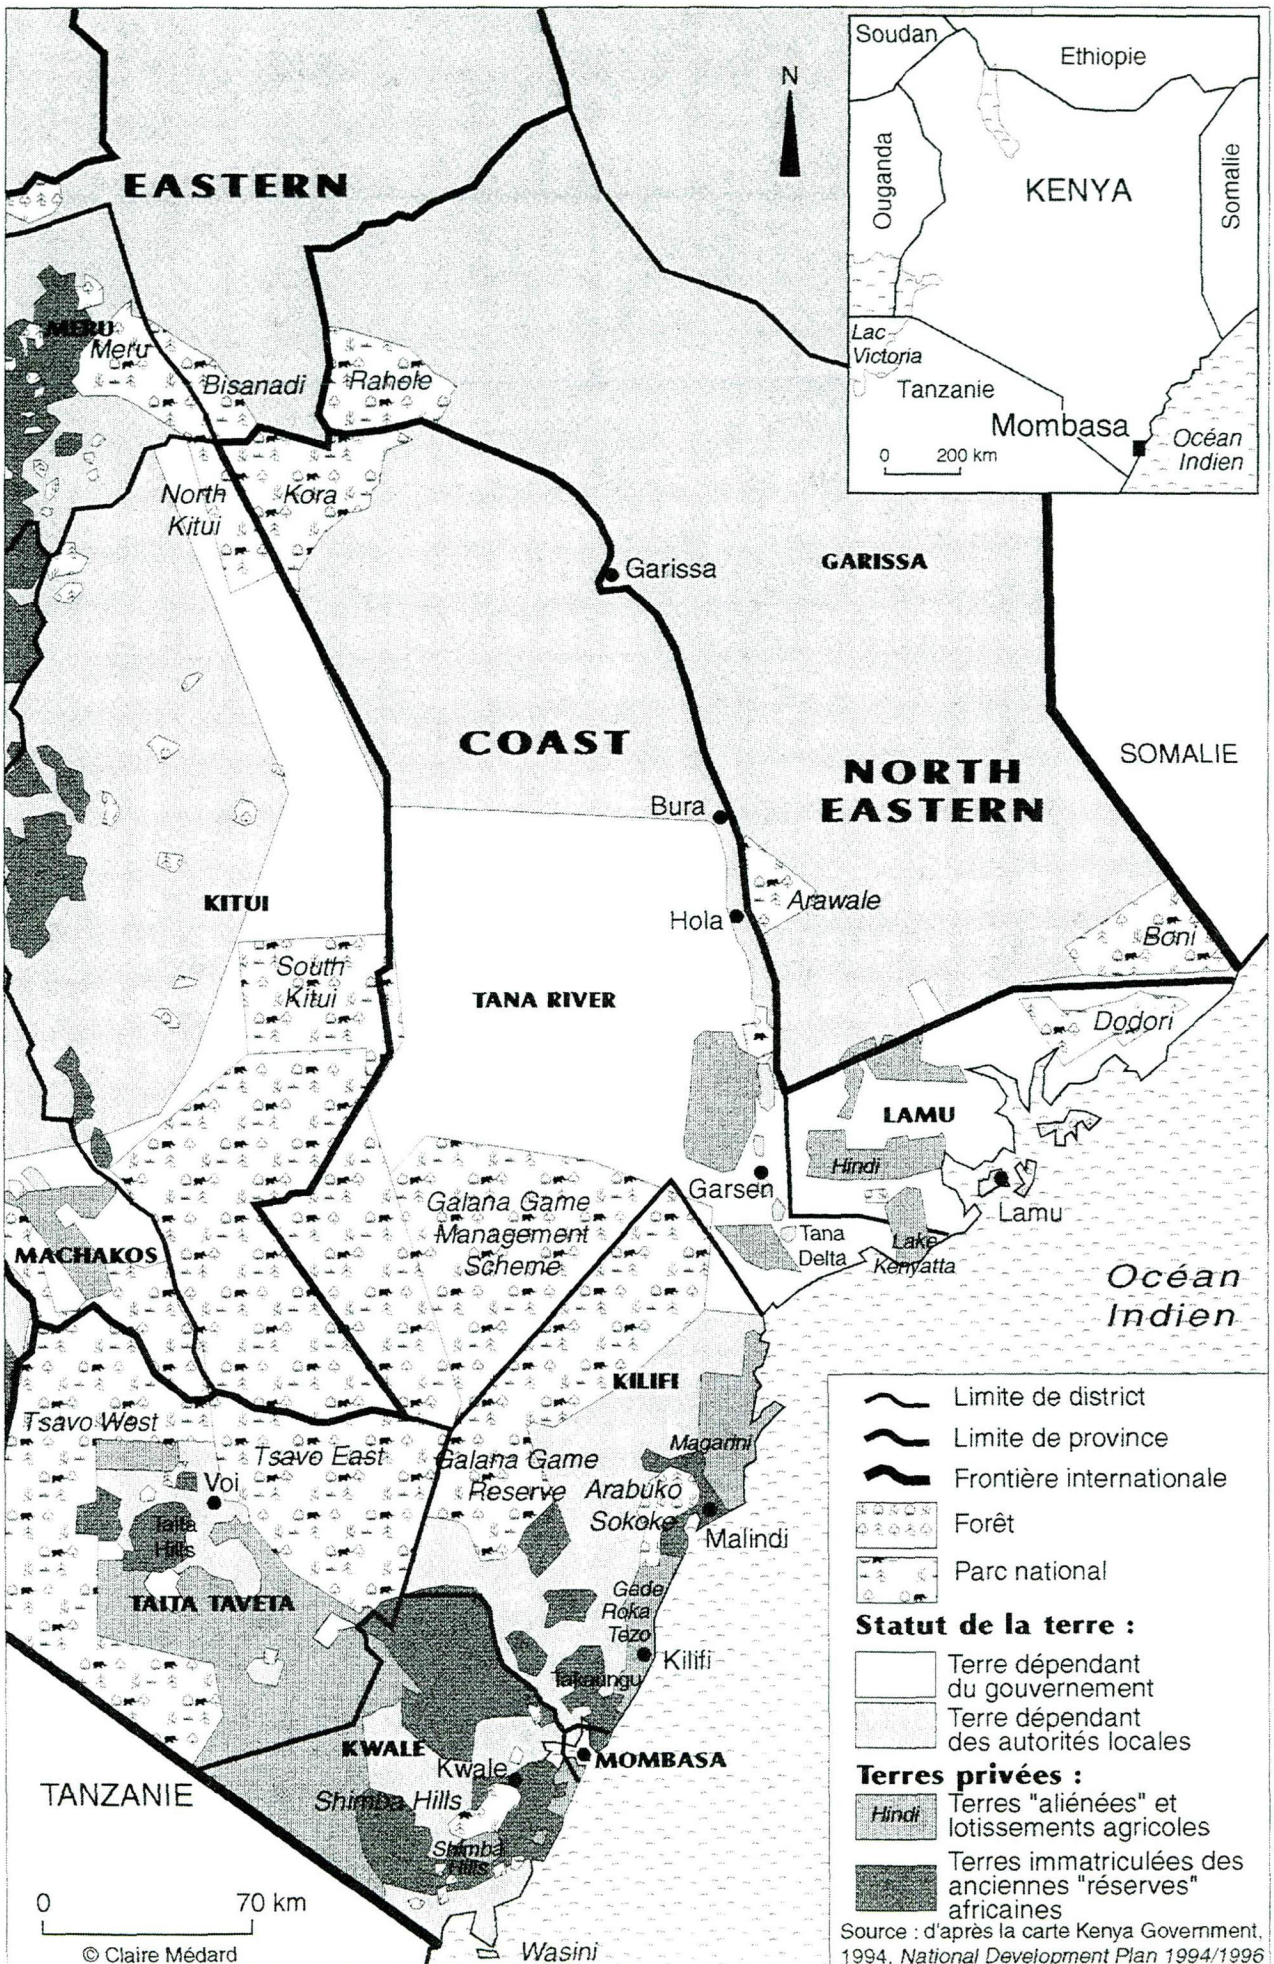 Soudan
Ethiopie
Ouganda
KENYA
Somalie
Lac
Victoria
Tanzanie
Mombasa
Océan
Indien
0 200 km
N
EASTERN
MERU
Meru
Bisanadi
Rahole
North
Kitui
Kora
Garissa
GARISSA
COAST
NORTH
EASTERN
SOMALIE
Bura
KITUI
Hola
Arawale
Boni
South
Kitui
TANA RIVER
Dodori
LAMU
Hindi
Garsen
Lamu
Galana Game
Management
Scheme
Tana
Delta
Lake
Kenyatta
MACHAKOS
Océan
Indien
KILIFI
Tsavo West
Tsavo East
Voi
Taita
Hills
Galana Game
Reserve
Magarini
Arabuko
Sokoke
Malindi
TAITA TAVETA
Gede
Roka
Tezo
Kilifi
Takaungu
KWALE
Kwale
MOMBASA
Shimba Hills
Shimba
Hills
TANZANIE
Wasini
0 70 km
© Claire Médard
Limite de district
Limite de province
Frontière internationale
Forêt
Parc national
Statut de la terre :
Terre dépendant
du gouvernement
Terre dépendant
des autorités locales
Terres privées :
Hindi
Terres "aliénées" et
lotissements agricoles
Terres immatriculées des
anciennes "réserves"
africaines
Source : d'après la carte Kenya Government,
1994, National Development Plan 1994/1996